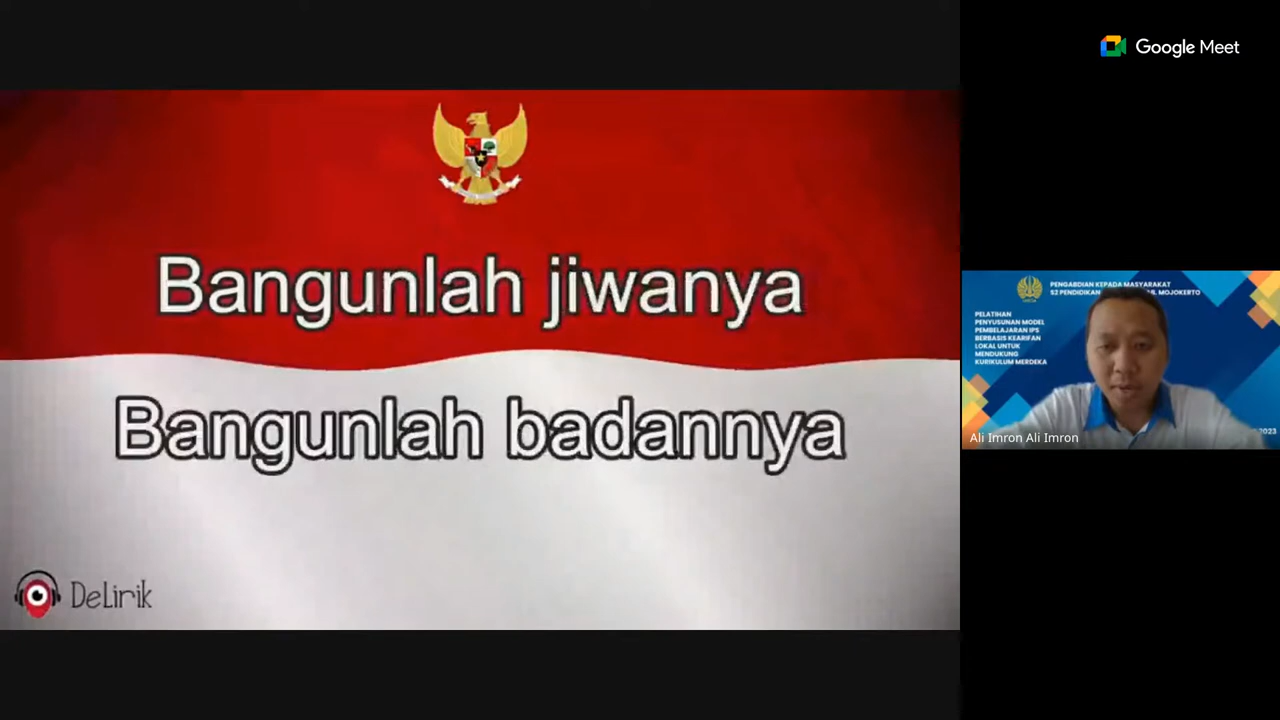 Google Meet
Bangunlah jiwanya
Bangunlah badannya
DeLirik
PENGABDIAN KEPADA MASYARAKAT
S2 PENDIDIKAN
KAB. MOJOKERTO
PELATIHAN
PENYUSUNAN MODEL
PEMBELAJARAN IPS
BERBASIS KEARIFAN
LOKAL UNTUK
MENDUKUNG
KURIKULUM MERDEKA
2023
Ali Imron Ali Imron